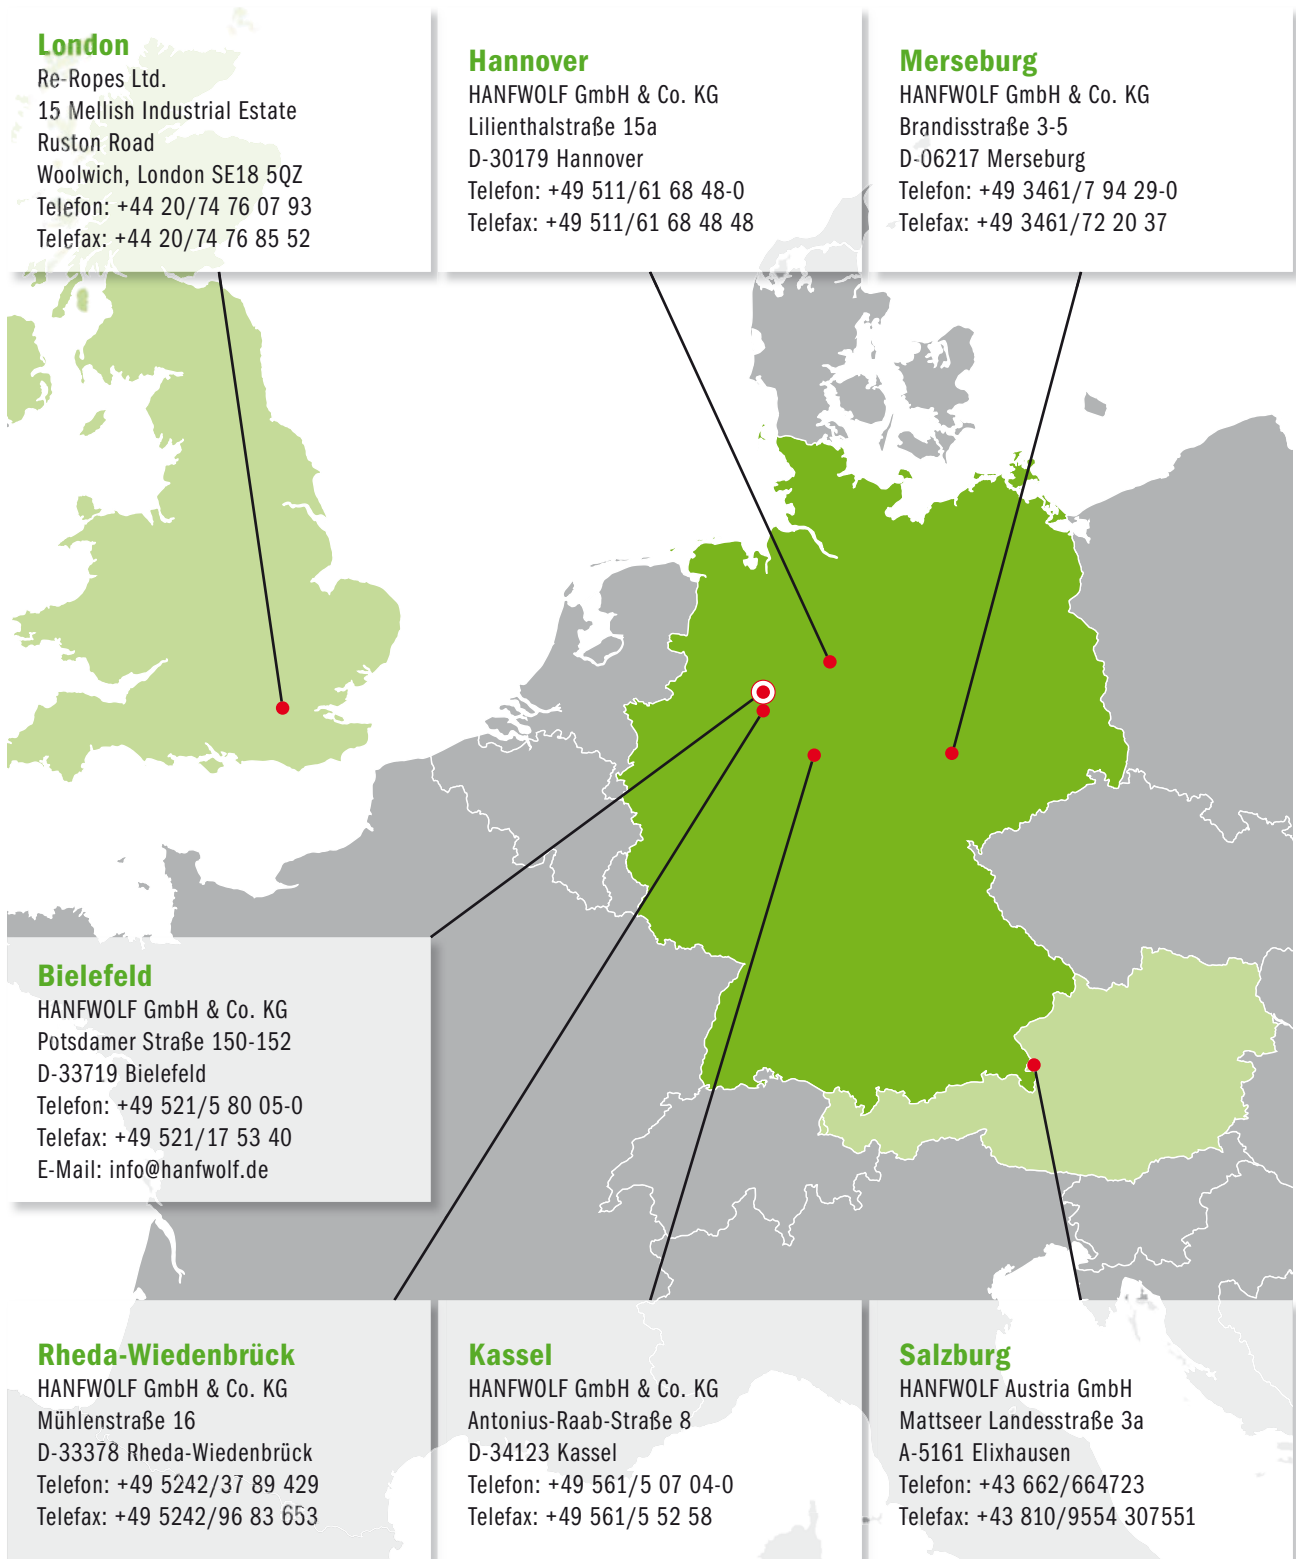 London
Re-Ropes Ltd.
15 Mellish Industrial Estate
Ruston Road
Woolwich, London SE18 5QZ
Telefon: +44 20/74 76 07 93
Telefax: +44 20/74 76 85 52
Hannover
HANFWOLF GmbH & Co. KG
Lilienthalstraße 15a
D-30179 Hannover
Telefon: +49 511/61 68 48-0
Telefax: +49 511/61 68 48 48
Merseburg
HANFWOLF GmbH & Co. KG
Brandisstraße 3-5
D-06217 Merseburg
Telefon: +49 3461/7 94 29-0
Telefax: +49 3461/72 20 37
Bielefeld
HANFWOLF GmbH & Co. KG
Potsdamer Straße 150-152
D-33719 Bielefeld
Telefon: +49 521/5 80 05-0
Telefax: +49 521/17 53 40
E-Mail: info@hanfwolf.de
Rheda-Wiedenbrück
HANFWOLF GmbH & Co. KG
Mühlenstraße 16
D-33378 Rheda-Wiedenbrück
Telefon: +49 5242/37 89 429
Telefax: +49 5242/96 83 653
Kassel
HANFWOLF GmbH & Co. KG
Antonius-Raab-Straße 8
D-34123 Kassel
Telefon: +49 561/5 07 04-0
Telefax: +49 561/5 52 58
Salzburg
HANFWOLF Austria GmbH
Mattseer Landesstraße 3a
A-5161 Elixhausen
Telefon: +43 662/664723
Telefax: +43 810/9554 307551